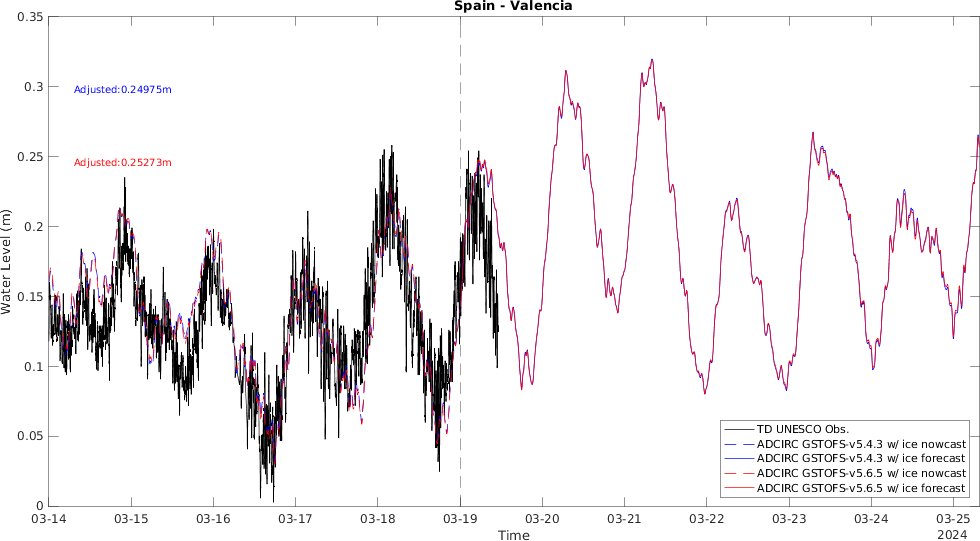 Spain - Valencia
0.35
0.3
0.25
0.2
0.15
0.1
0.05
0
Water Level (m)
Adjusted:0.24975m
Adjusted:0.25273m
TD UNESCO Obs.
ADCIRC GSTOFS-v5.4.3 w/ ice nowcast
ADCIRC GSTOFS-v5.4.3 w/ ice forecast
ADCIRC GSTOFS-v5.6.5 w/ ice nowcast
ADCIRC GSTOFS-v5.6.5 w/ ice forecast
03-14 03-15 03-16 03-17 03-18 03-19 03-20 03-21 03-22 03-23 03-24 03-25
Time
2024